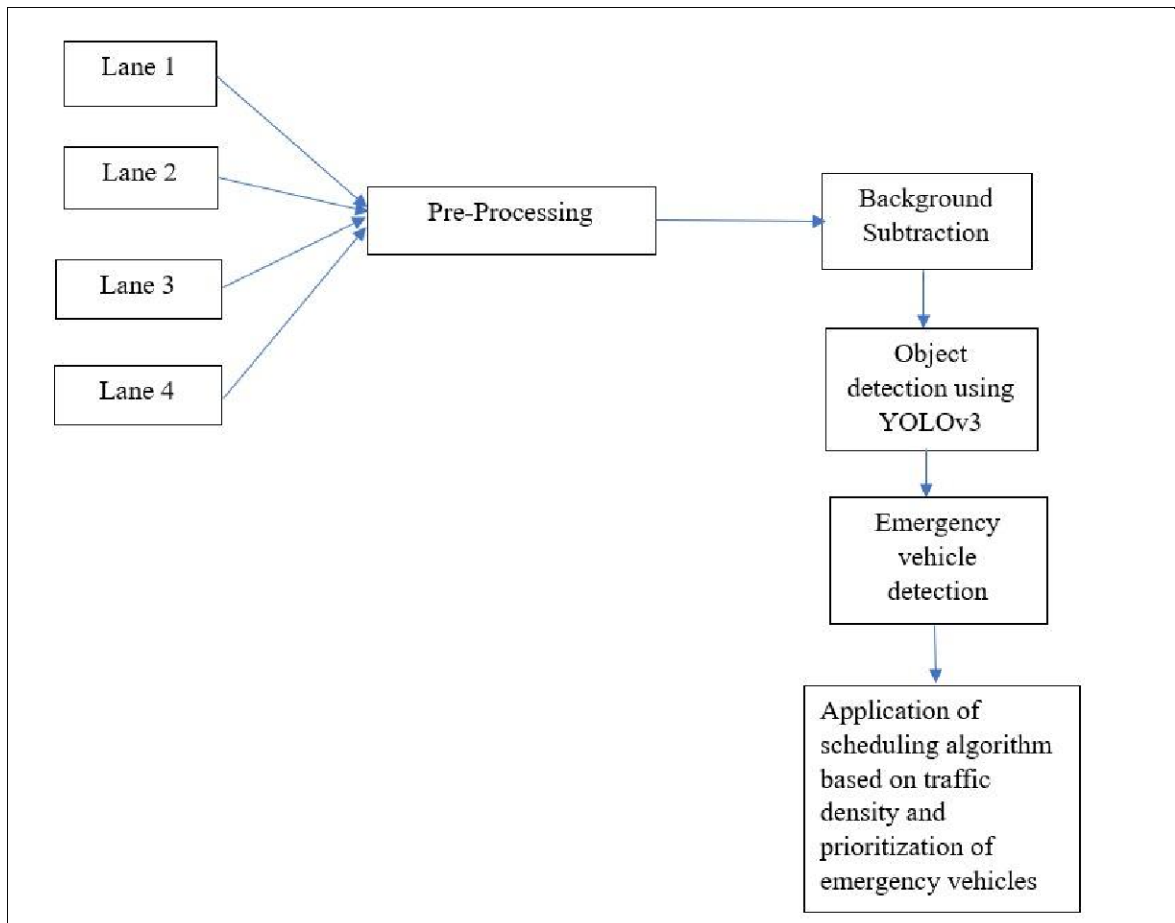 Lane 1
Lane 2
Lane 3
Lane 4
Pre-Processing
Background
Subtraction
Object
detection using
YOLOv3
Emergency
vehicle
detection
Application of
scheduling algorithm
based on traffic
density and
prioritization of
emergency vehicles